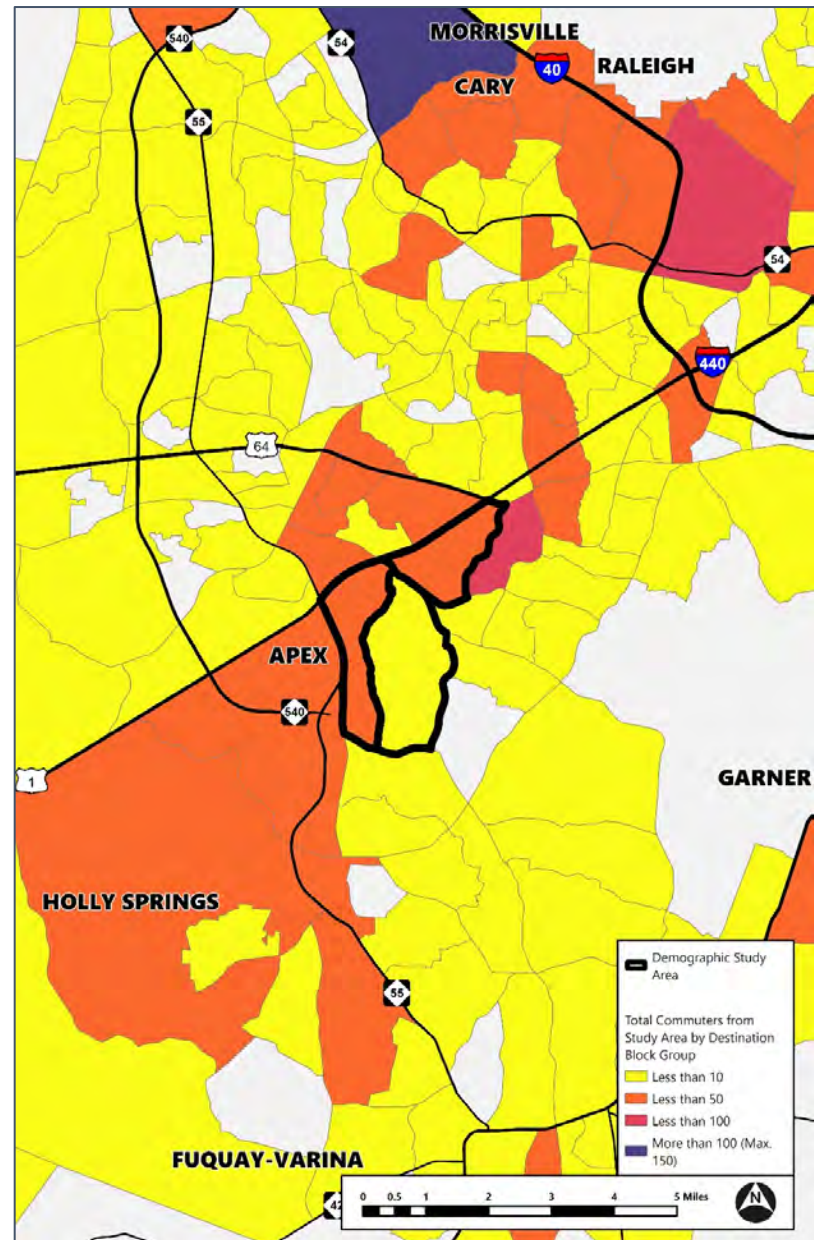 MORRISVILLE
540
54
40
RALEIGH
CARY
55
54
440
64
APEX
540
1
GARNER
HOLLY SPRINGS
55
FUQUAY-VARINA
Demographic Study
Area
Total Commuters from
Study Area by Destination
Block Group
Less than 10
Less than 50
Less than 100
More than 100 (Max.
150)
0 0.5 1 2 3 4 5 Miles
N